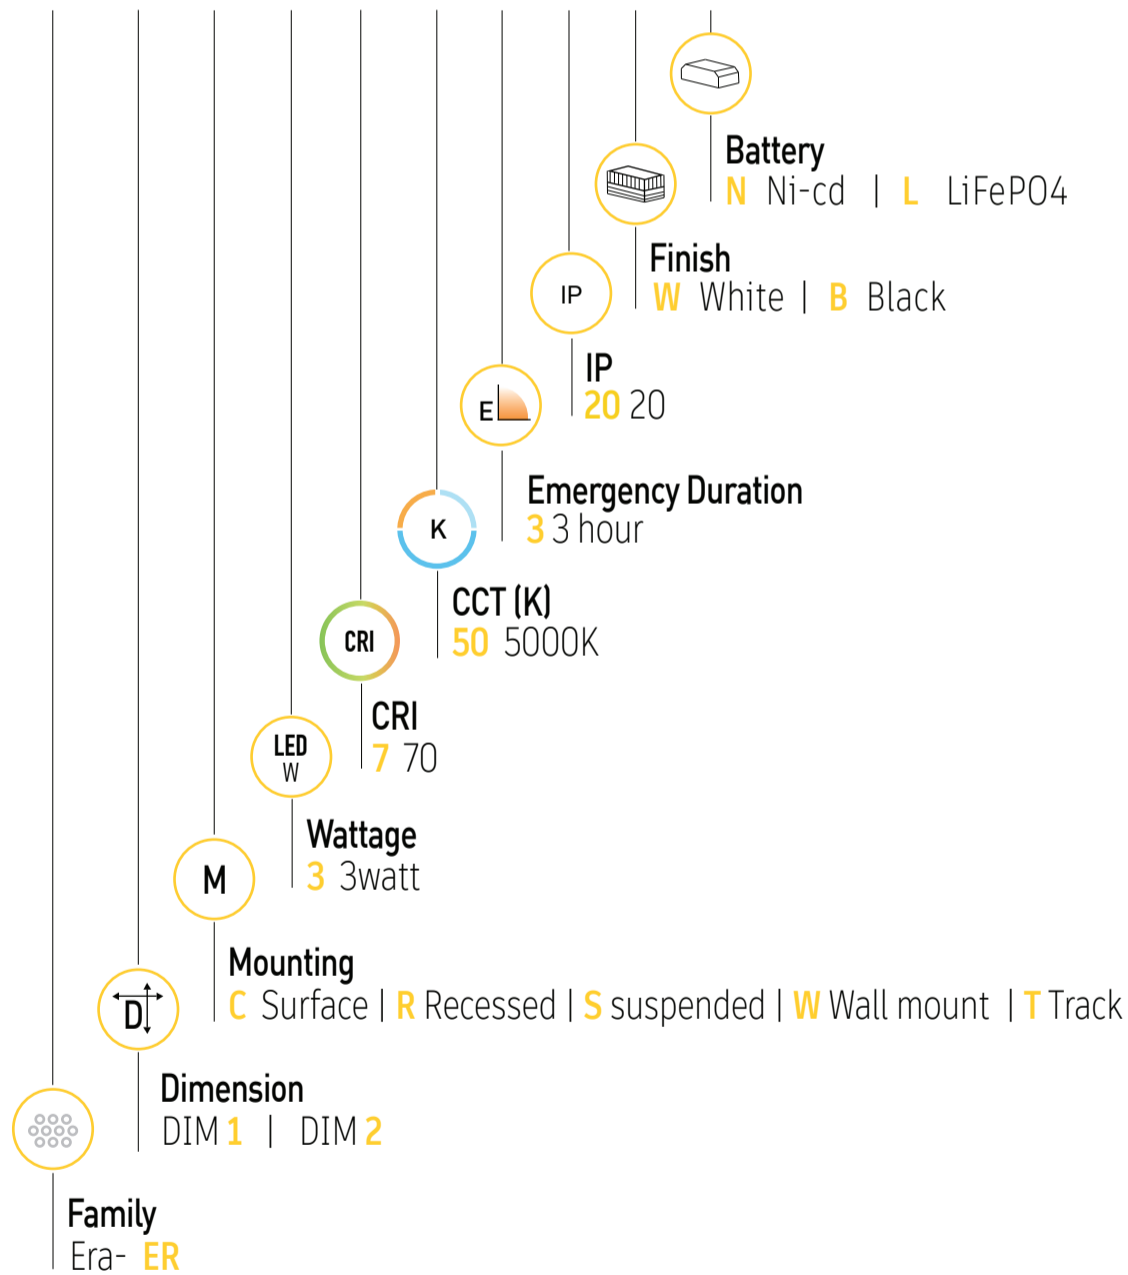 Battery
N Ni-cd | L LiFePO4
Finish
W White | B Black
IP
IP
20 20
E
Emergency Duration
3 3 hour
K
CCT (K)
50 5000K
CRI
CRI
7 70
LED
W
Wattage
3 3watt
M
Mounting
C Surface | R Recessed | S suspended | W Wall mount | T Track
D
Dimension
DIM 1 | DIM 2
Family
Era- ER